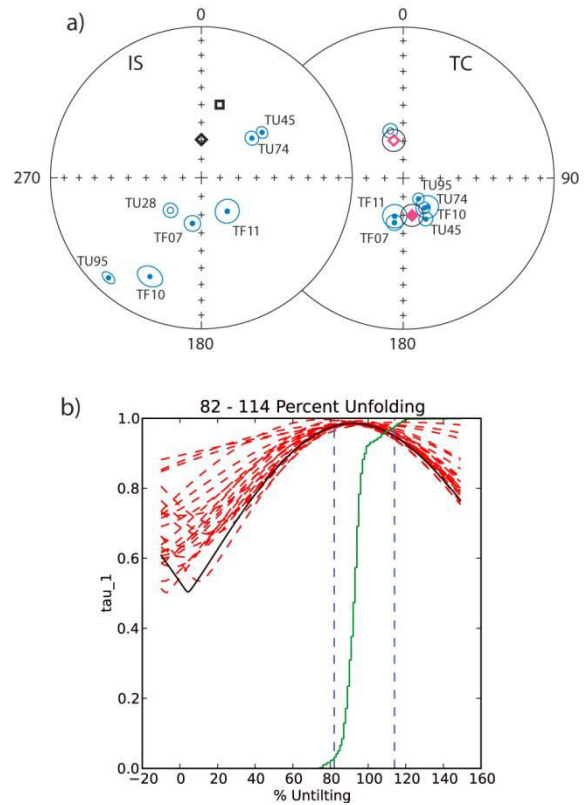 a)
0
0
IS
TC
TU45
TU74
270
90
TU28
TF11
TF07
TU95
TF10
TU95
TU74
TF10
TU45
TF11
TF07
180
180
b)
82 - 114 Percent Unfolding
1.0
0.8
0.6
0.4
0.2
0.0
tau_1
-20 0 20 40 60 80 100 120 140 160
% Untilting